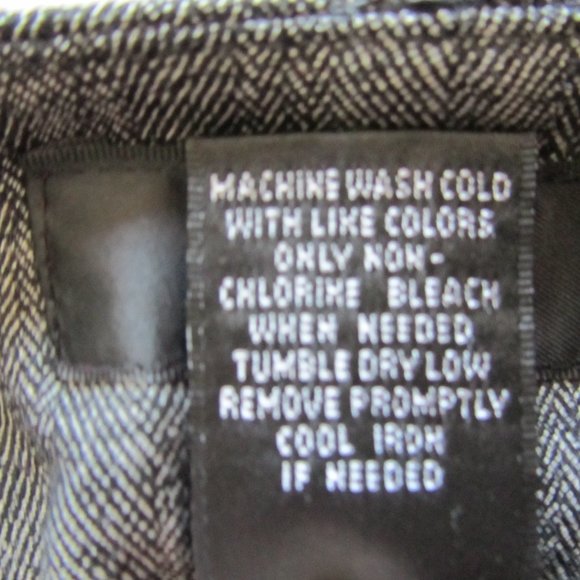 MACHINE WASH COLD
WITH LIKE COLORS
ONLY NON-
CHLORINE BLEACH
WHEN NEEDED
TUMBLE DRY LOW
REMOVE PROMPTLY
COOL IRON
IF NEEDED